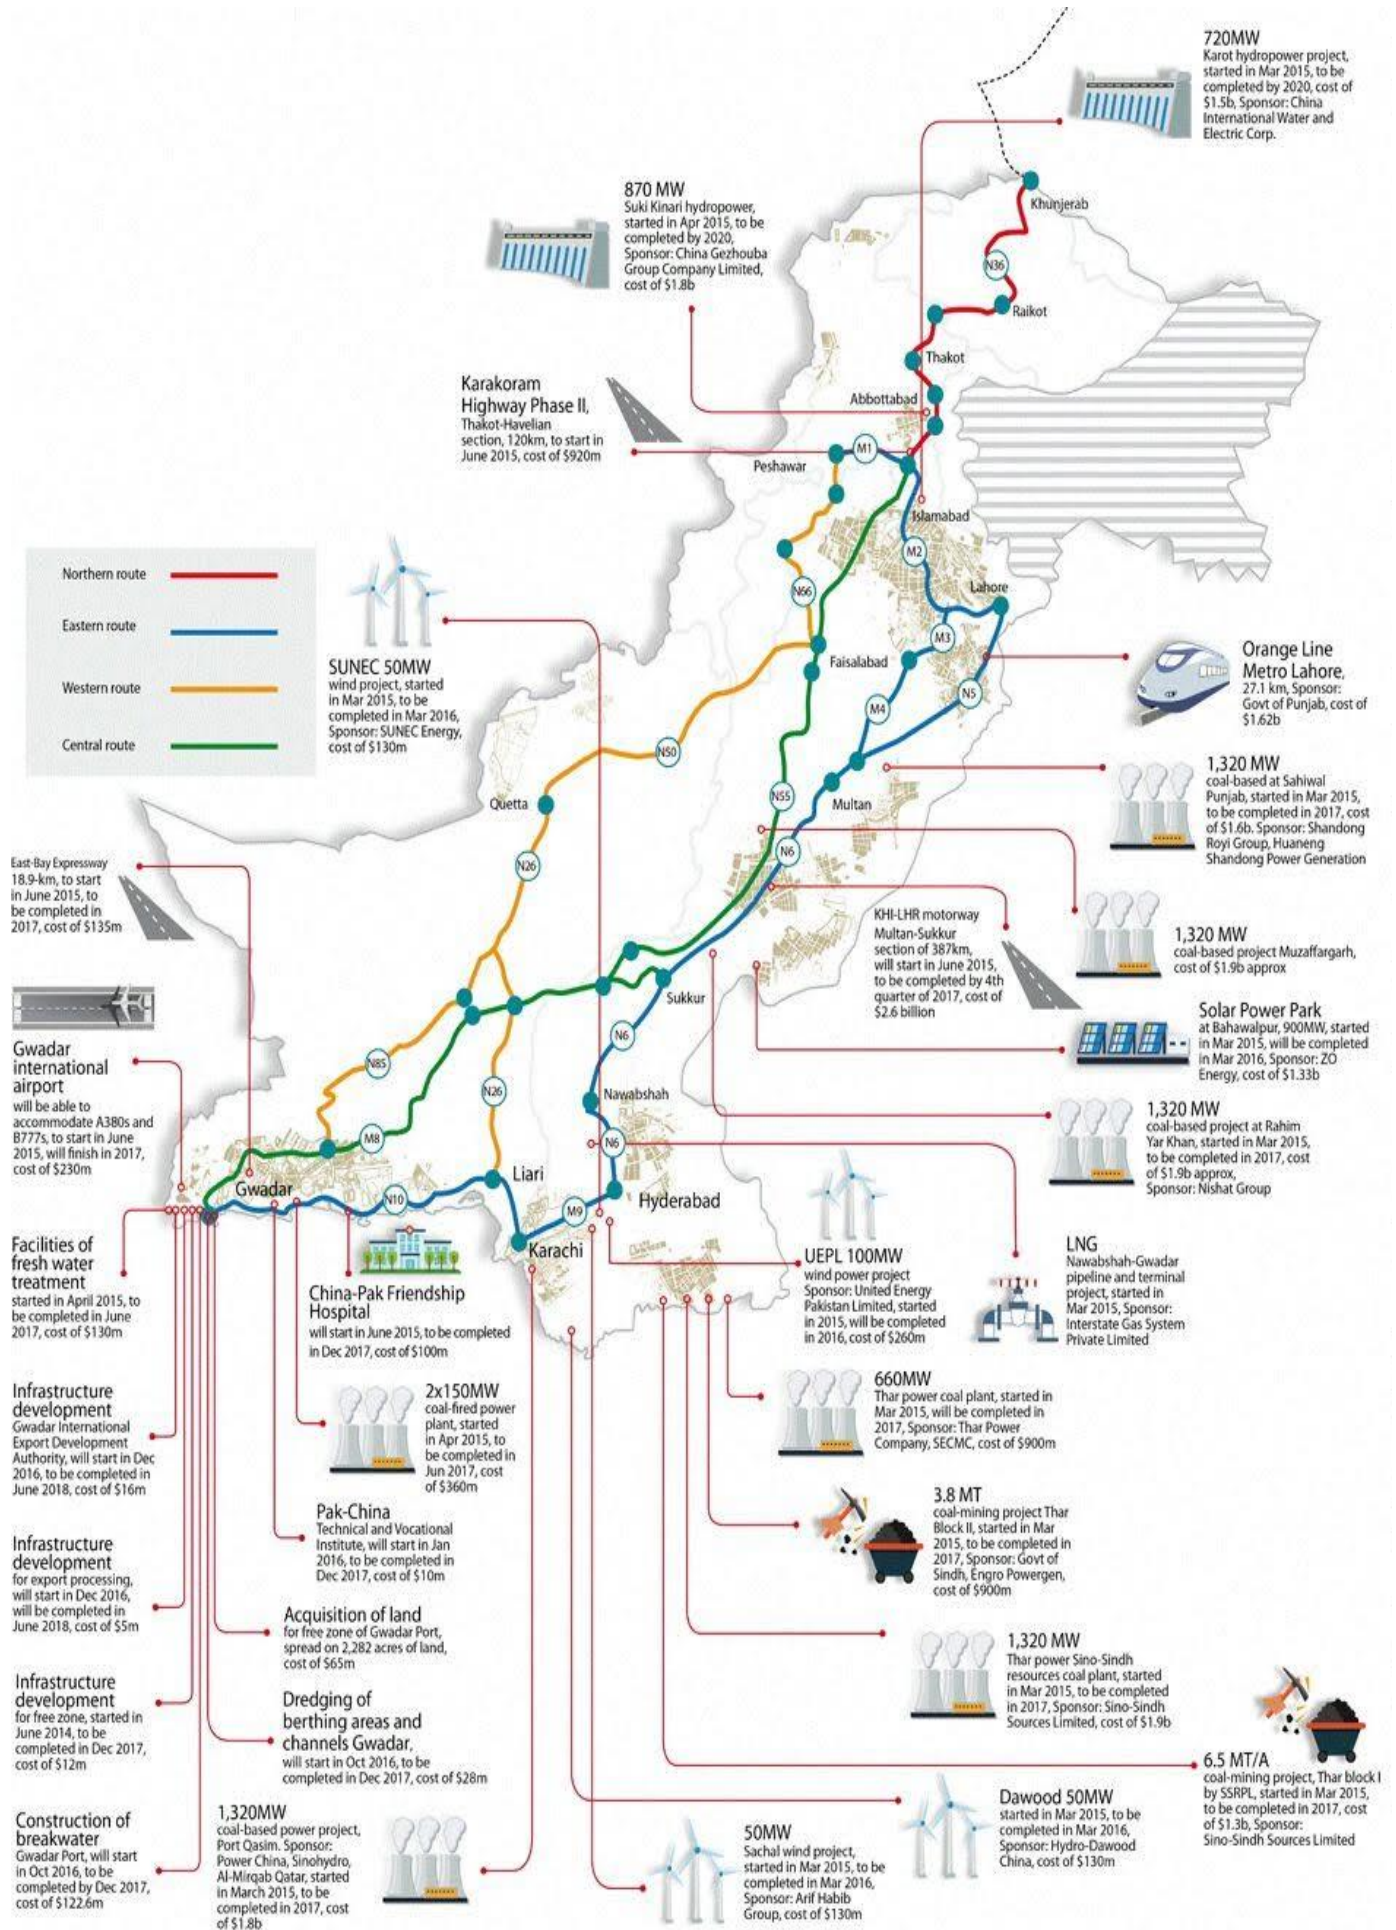 720MW
Karot hydropower project,
started in Mar 2015, to be
completed by 2020, cost of
$1.5b, Sponsor: China
International Water and
Electric Corp.
870 MW
Suki Kinari hydropower,
started in Apr 2015, to be
completed by 2020,
Sponsor: China Gezhouba
Group Company Limited,
cost of $1.8b
Khunjerab
N36
Raikot
Thakot
Abbottabad
Karakoram
Highway Phase II,
Thakot-Havelian
section, 120km, to start in
June 2015, cost of $920m
M1
Peshawar
Islamabad
M2
Northern route
Eastern route
Western route
Central route
N66
Lahore
M3
Faisalabad
N5
M4
N50
SUNEC 50MW
wind project, started
in Mar 2015, to be
completed in Mar 2016,
Sponsor: SUNEC Energy,
cost of $130m
Orange Line
Metro Lahore,
27.1 km, Sponsor:
Govt of Punjab, cost of
$1.62b
1,320 MW
coal-based at Sahiwal
Punjab, started in Mar 2015,
to be completed in 2017, cost
of $1.6b. Sponsor: Shandong
Royi Group, Huaneng
Shandong Power Generation
Quetta
N55
Multan
N6
N26
East-Bay Expressway
18.9-km, to start
in June 2015, to
be completed in
2017, cost of $135m
KHI-LHR motorway
Multan-Sukkur
section of 387km,
will start in June 2015,
to be completed by 4th
quarter of 2017, cost of
$2.6 billion
1,320 MW
coal-based project Muzaffargarh,
cost of $1.9b approx
Sukkur
Solar Power Park
at Bahawalpur, 900MW, started
in Mar 2015, will be completed
in Mar 2016, Sponsor: ZO
Energy, cost of $1.33b
Gwadar
international
airport
will be able to
accommodate A380s and
B777s, to start in June
2015, will finish in 2017,
cost of $230m
N85
N6
N26
Nawabshah
M8
N6
1,320 MW
coal-based project at Rahim
Yar Khan, started in Mar 2015,
to be completed in 2017, cost
of $1.9b approx,
Sponsor: Nishat Group
Gwadar
Liari
N10
Hyderabad
M9
Karachi
Facilities of
fresh water
treatment
started in April 2015, to
be completed in June
2017, cost of $130m
China-Pak Friendship
Hospital
will start in June 2015, to be completed
in Dec 2017, cost of $100m
UEPL 100MW
wind power project
Sponsor: United Energy
Pakistan Limited, started
in 2015, will be completed
in 2016, cost of $260m
LNG
Nawabshah-Gwadar
pipeline and terminal
project, started in
Mar 2015, Sponsor:
Interstate Gas System
Private Limited
Infrastructure
development
Gwadar International
Export Development
Authority, will start in Dec
2016, to be completed in
June 2018, cost of $16m
2x150MW
coal-fired power
plant, started
in Apr 2015, to
be completed in
Jun 2017, cost
of $360m
660MW
Thar power coal plant, started in
Mar 2015, will be completed in
2017, Sponsor: Thar Power
Company, SECMC, cost of $900m
Pak-China
Technical and Vocational
Institute, will start in Jan
2016, to be completed in
Dec 2017, cost of $10m
3.8 MT
coal-mining project Thar
Block II, started in Mar
2015, to be completed in
2017, Sponsor: Govt of
Sindh, Engro Powergen,
cost of $900m
Infrastructure
development
for export processing,
will start in Dec 2016,
will be completed in
June 2018, cost of $5m
Acquisition of land
for free zone of Gwadar Port,
spread on 2,282 acres of land,
cost of $65m
1,320 MW
Thar power Sino-Sindh
resources coal plant, started
in Mar 2015, to be completed
in 2017, Sponsor: Sino-Sindh
Sources Limited, cost of $1.9b
Infrastructure
development
for free zone, started in
June 2014, to be
completed in Dec 2017,
cost of $12m
Dredging of
berthing areas and
channels Gwadar,
will start in Oct 2016, to be
completed in Dec 2017, cost of $28m
6.5 MT/A
coal-mining project, Thar block I
by SSRPL, started in Mar 2015,
to be completed in 2017, cost
of $1.3b, Sponsor:
Sino-Sindh Sources Limited
Construction of
breakwater
Gwadar Port, will start
in Oct 2016, to be
completed by Dec 2017,
cost of $122.6m
1,320MW
coal-based power project,
Port Qasim. Sponsor:
Power China, Sinohydro,
Al-Mirqab Qatar, started
in March 2015, to be
completed in 2017, cost
of $1.8b
50MW
Sachal wind project,
started in Mar 2015, to be
completed in Mar 2016,
Sponsor: Arif Habib
Group, cost of $130m
Dawood 50MW
started in Mar 2015, to be
completed in Mar 2016,
Sponsor: Hydro-Dawood
China, cost of $130m